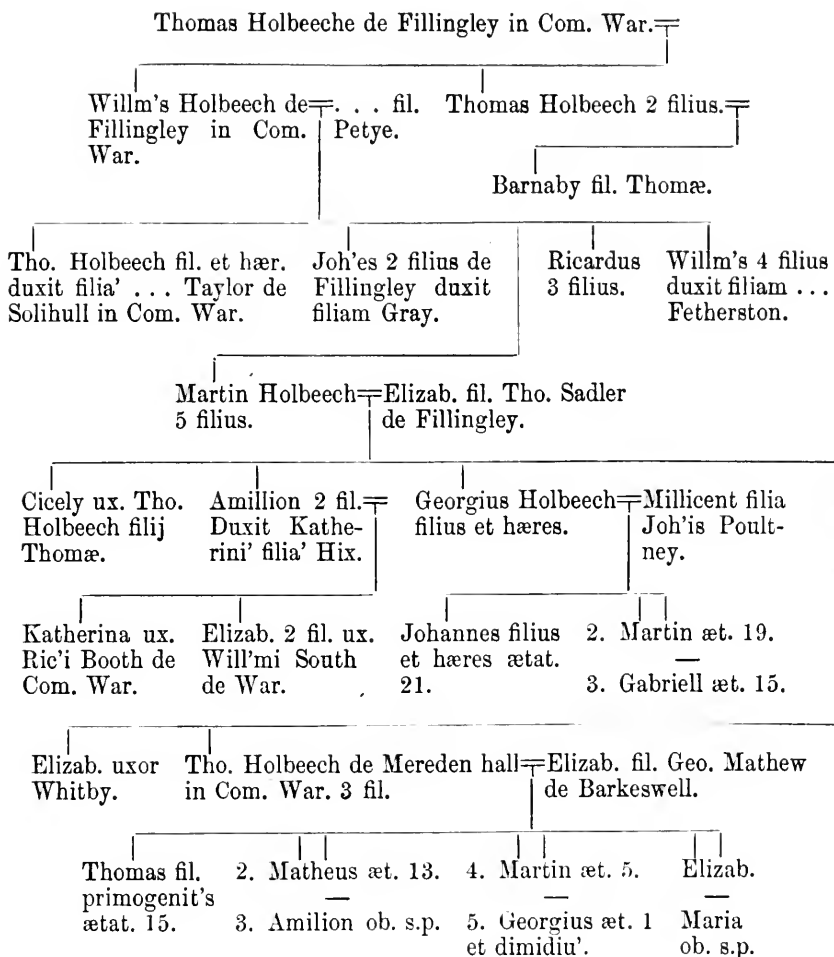 Thomas Holbeeche de Fillingley in Com. War.
Willm's Holbeech de
Fillingley in Com.
War.
. . . fil.
Petye.
Thomas Holbeech 2 filius.
Barnaby fil. Thomæ.
Tho. Holbeech fil. et hær.
duxit filia' . . . Taylor de
Solihull in Com. War.
Joh'es 2 filius de
Fillingley duxit
filiam Gray.
Ricardus
3 filius.
Willm's 4 filius
duxit filiam . . .
Fetherston.
Martin Holbeech
5 filius.
Elizab. fil. Tho. Sadler
de Fillingley.
Cicely ux. Tho.
Holbeech filij
Thomæ.
Amillion 2 fil.
Duxit Kathe-
rini' filia' Hix.
Georgius Holbeech
filius et hæres.
Millicent filia
Joh'is Poult-
ney.
Katherina ux.
Ric'i Booth de
Com. War.
Elizab. 2 fil. ux.
Will'mi South
de War.
Johannes filius
et hæres ætat.
21.
2. Martin æt. 19.
—
3. Gabriell æt. 15.
Elizab. uxor
Whitby.
Tho. Holbeech de Mereden hall
in Com. War. 3 fil.
Elizab. fil. Geo. Mathew
de Barkeswell.
Thomas fil.
primogenit's
ætat. 15.
2. Matheus æt. 13.
—
3. Amilion ob. s.p.
4. Martin æt. 5.
—
5. Georgius æt. 1
et dimidiu'.
Elizab.
—
Maria
ob. s.p.